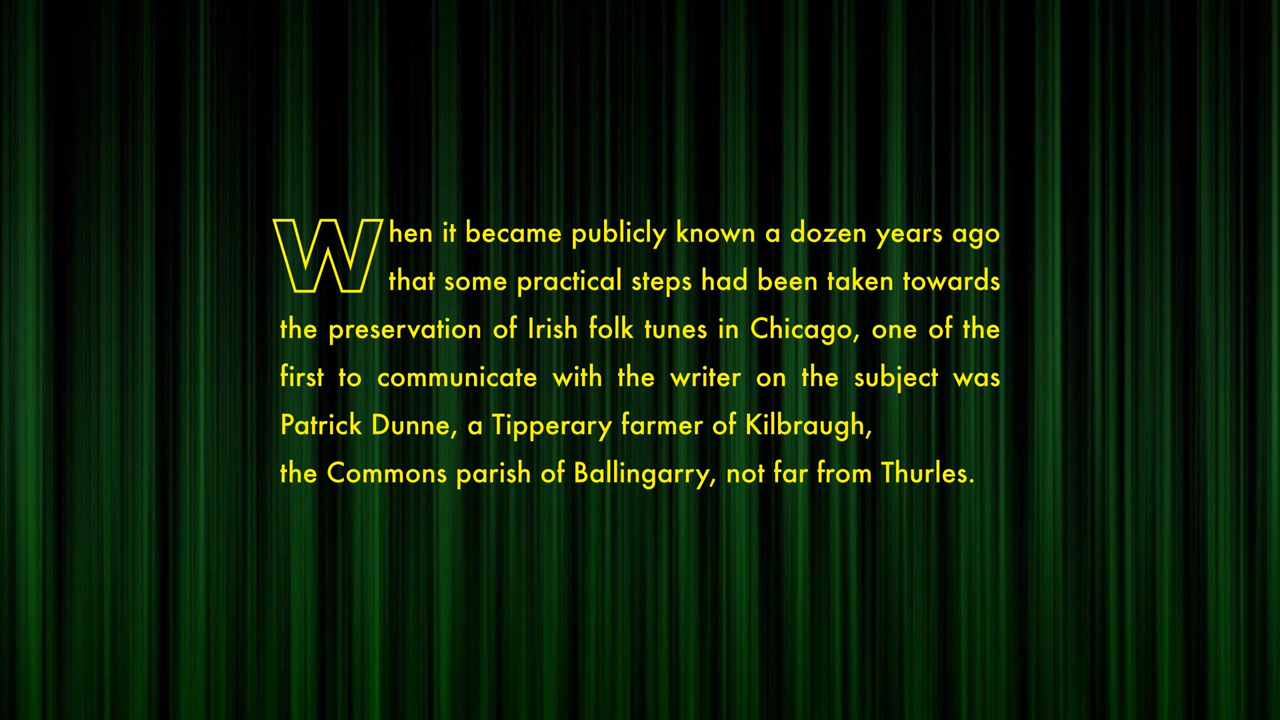 When it became publicly known a dozen years ago
that some practical steps had been taken towards
the preservation of Irish folk tunes in Chicago, one of the
first to communicate with the writer on the subject was
Patrick Dunne, a Tipperary farmer of Kilbraugh,
the Commons parish of Ballingarry, not far from Thurles.